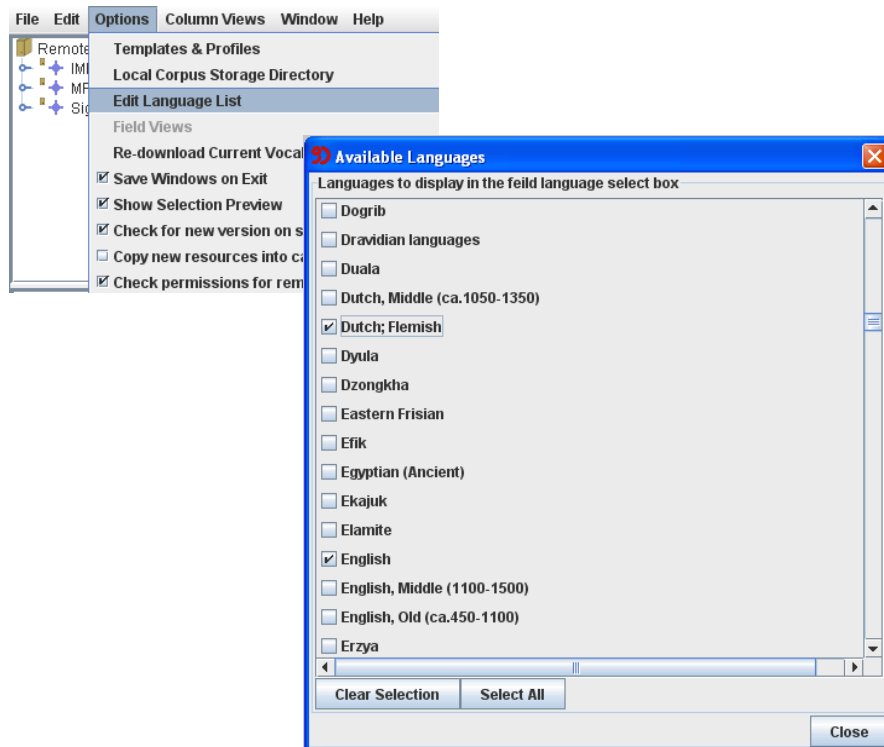 File Edit Options Column Views Window Help
Remote
Templates & Profiles
IM
Local Corpus Storage Directory
MP
Edit Language List
Sig
Field Views
Re-download Current Vocal
Save Windows on Exit
Show Selection Preview
Check for new version on s
Copy new resources into ca
Check permissions for rem
Available Languages
Languages to display in the feild language select box
Dogrib
Dravidian languages
Duala
Dutch, Middle (ca.1050-1350)
Dutch; Flemish
Dyula
Dzongkha
Eastern Frisian
Efik
Egyptian (Ancient)
Ekajuk
Elamite
English
English, Middle (1100-1500)
English, Old (ca.450-1100)
Erzya
Clear Selection Select All
Close